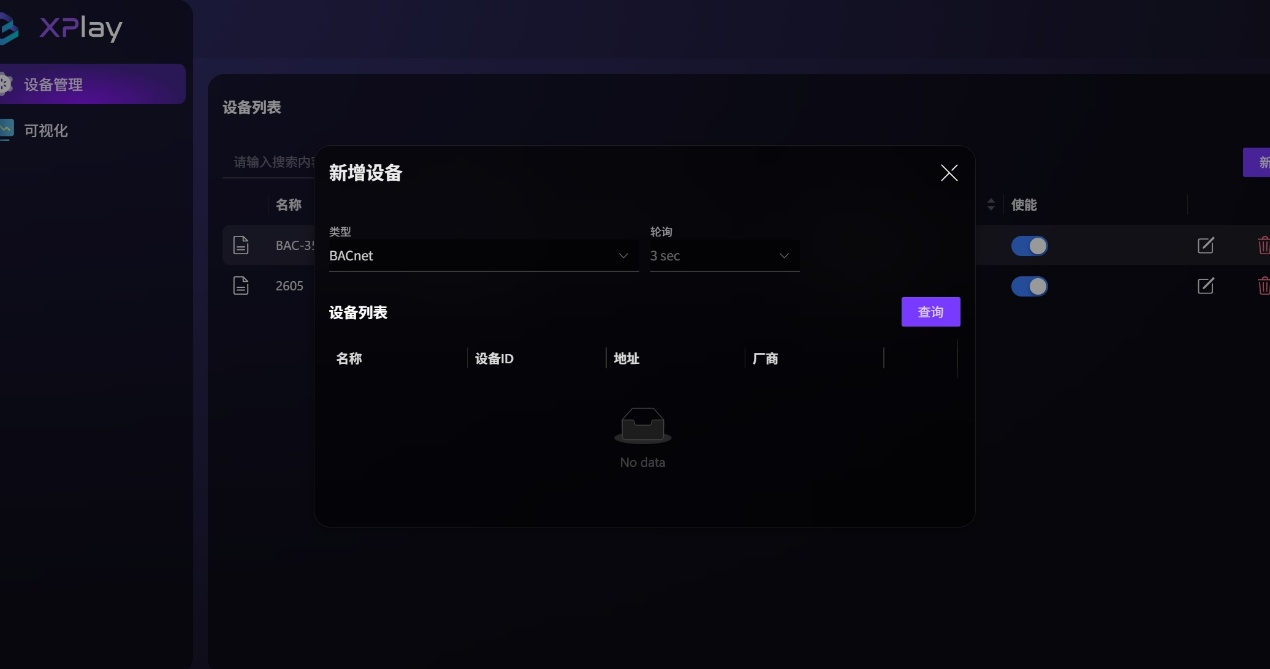 XPlay
设备管理
可视化
设备列表
请输入搜索内容
新
名称
使能
BAC-35
2605
新增设备
类型
轮询
BACnet
3 sec
设备列表
查询
名称
设备ID
地址
厂商
No data